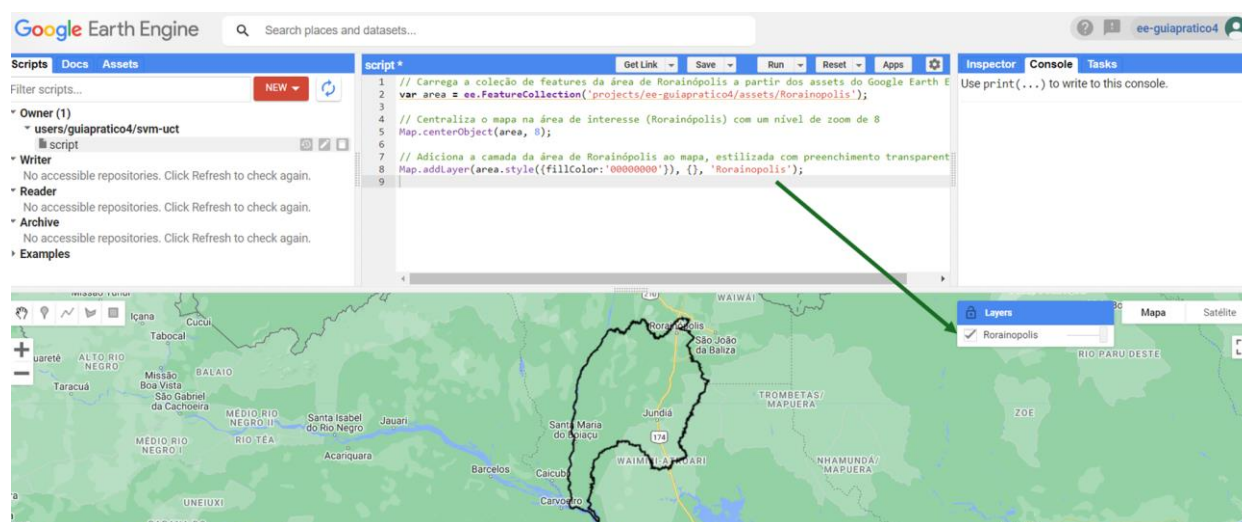 Google Earth Engine
Search places and datasets...
ee-guiapratico4
Scripts Docs Assets
Filter scripts...
NEW
Owner (1)
users/guiapratico4/svm-uct
script
Writer
No accessible repositories. Click Refresh to check again.
Reader
No accessible repositories. Click Refresh to check again.
Archive
No accessible repositories. Click Refresh to check again.
Examples
script *
Get Link Save Run Reset Apps
1 // Carrega a coleção de features da área de Rorainópolis a partir dos assets do Google Earth E
2 var area = ee.FeatureCollection('projects/ee-guiapratico4/assets/Rorainopolis');
3
4 // Centraliza o mapa na área de interesse (Rorainópolis) com um nível de zoom de 8
5 Map.centerObject(area, 8);
6
7 // Adiciona a camada da área de Rorainópolis ao mapa, estilizada com preenchimento transparent
8 Map.addLayer(area.style({fillColor:'00000000'}), {}, 'Rorainopolis');
9
Inspector Console Tasks
Use print(...) to write to this console.
210
WAIWÁI
Içana
Cucuí
Tabocal
Rorainópolis
São João
da Baliza
Layers
Rorainopolis
Mapa
Satélite
uareté
ALTO RIO
NEGRO
BALAIO
Missão
Boa Vista
Taracuá
São Gabriel
da Cachoeira
RIO PARU DESTE
TROMBETAS/
MAPUERA
ZOE
MÉDIO RIO
NEGRO II
Santa Isabel
do Rio Negro
Jauari
Jundiá
Santa Maria
do Boiaçu
174
MÉDIO RIO
NEGRO I
RIO TÉA
Acariquara
Barcelos
Caicubi
WAIMIRI-ATROARI
NHAMUNDÁ/
MAPUERA
UNEIUXI
Carvoeiro